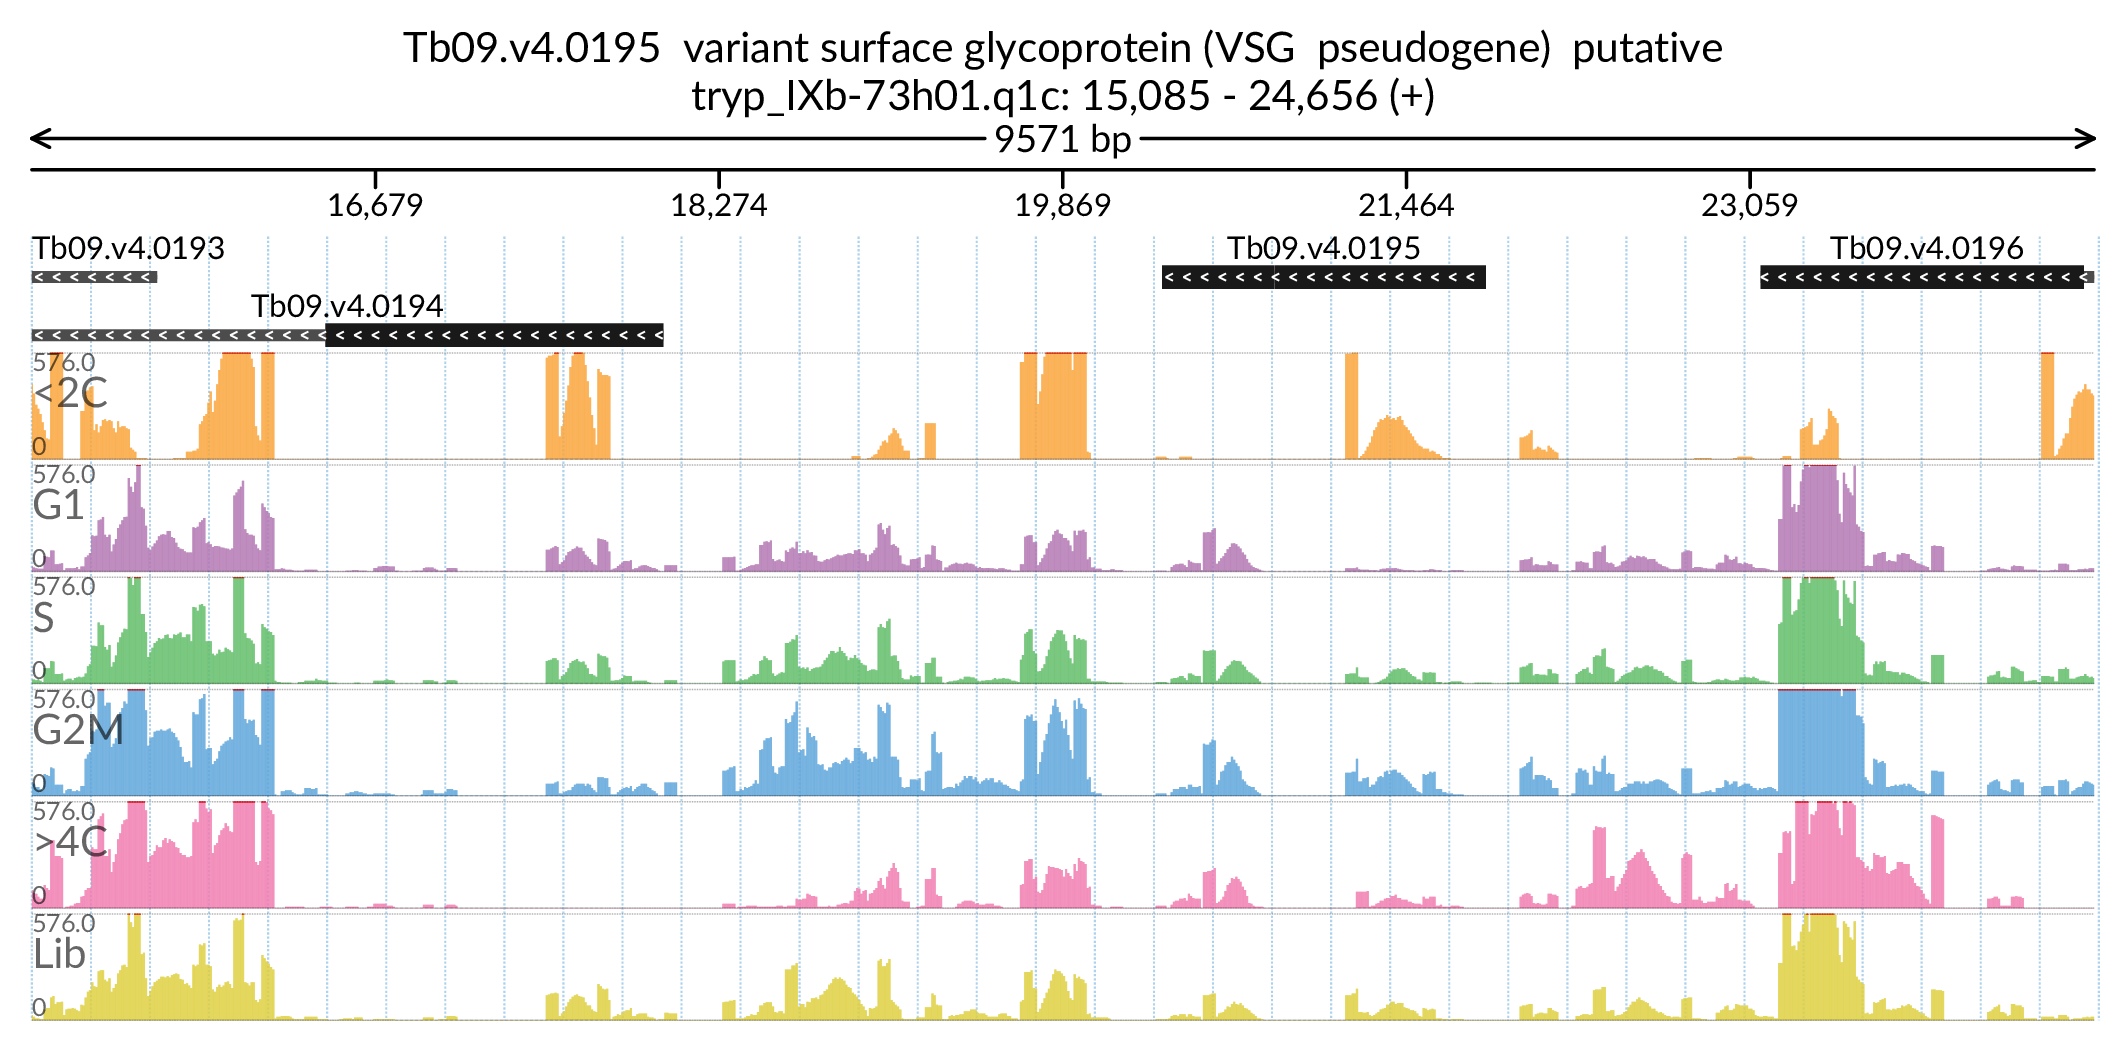 Tb09.v4.0195  variant surface glycoprotein (VSG  pseudogene)  putative
tryp_IXb-73h01.q1c: 15,085 - 24,656 (+)
9571 bp
16,679 18,274 19,869 21,464 23,059
Tb09.v4.0193 Tb09.v4.0195 Tb09.v4.0196
Tb09.v4.0194
576.0
<2C
0
576.0
G1
0
576.0
S
0
576.0
G2M
0
576.0
>4C
0
576.0
Lib
0